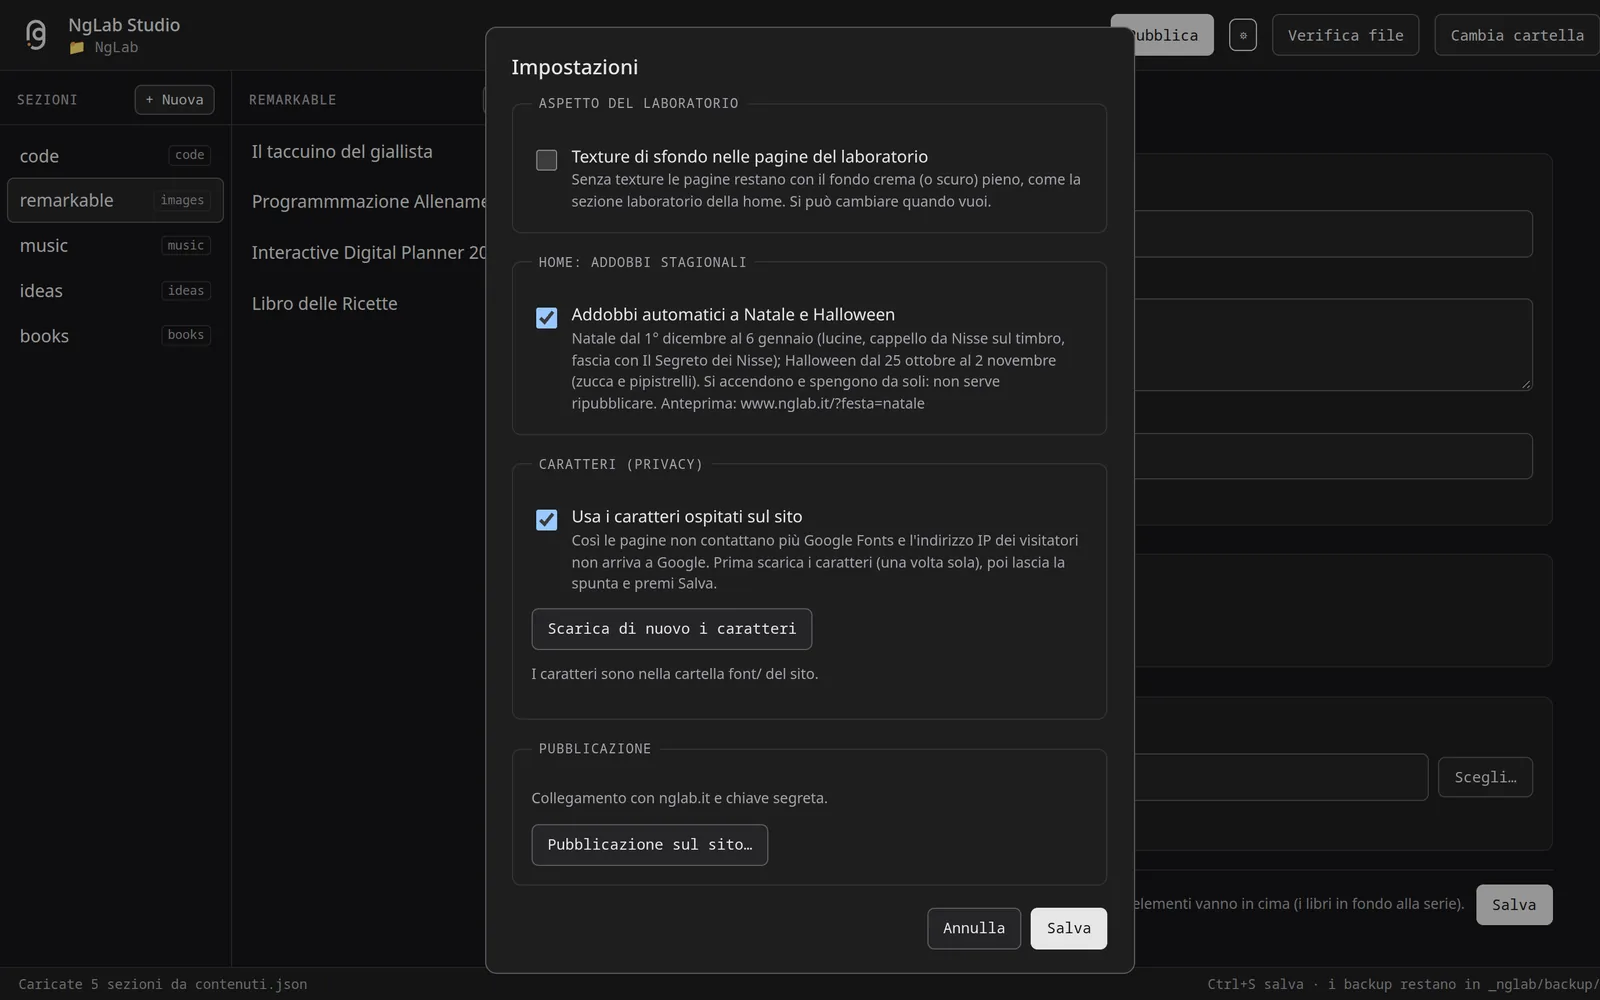 NgLab Studio
NgLab
ubblica
Verifica file
Cambia cartella
SEZIONI
+ Nuova
code code
remarkable images
music music
ideas ideas
books books
REMARKABLE
Il taccuino del giallista
Programmmazione Allename
Interactive Digital Planner 20
Libro delle Ricette
Impostazioni
ASPETTO DEL LABORATORIO
Texture di sfondo nelle pagine del laboratorio
Senza texture le pagine restano con il fondo crema (o scuro) pieno, come la
sezione laboratorio della home. Si può cambiare quando vuoi.
HOME: ADDOBBI STAGIONALI
Addobbi automatici a Natale e Halloween
Natale dal 1° dicembre al 6 gennaio (lucine, cappello da Nisse sul timbro,
fascia con Il Segreto dei Nisse); Halloween dal 25 ottobre al 2 novembre
(zucca e pipistrelli). Si accendono e spengono da soli: non serve
ripubblicare. Anteprima: www.nglab.it/?festa=natale
CARATTERI (PRIVACY)
Usa i caratteri ospitati sul sito
Così le pagine non contattano più Google Fonts e l'indirizzo IP dei visitatori
non arriva a Google. Prima scarica i caratteri (una volta sola), poi lascia la
spunta e premi Salva.
Scarica di nuovo i caratteri
I caratteri sono nella cartella font/ del sito.
PUBBLICAZIONE
Collegamento con nglab.it e chiave segreta.
Pubblicazione sul sito…
Annulla
Salva
Scegli…
elementi vanno in cima (i libri in fondo alla serie).
Salva
Caricate 5 sezioni da contenuti.json
Ctrl+S salva · i backup restano in _nglab/backup/